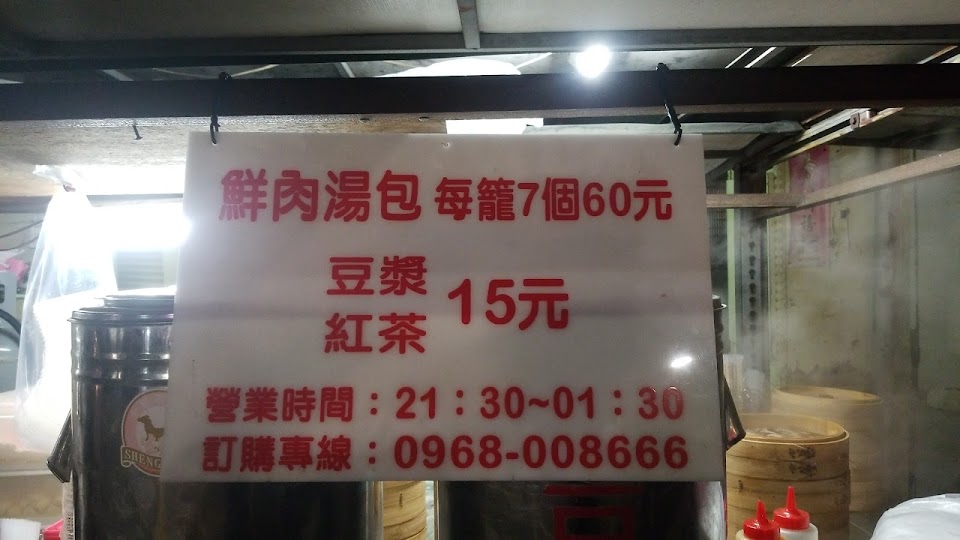 鮮肉湯包 每籠7個60元
豆漿
紅茶
15元
營業時間：21：30~01：30
訂購專線：0968-008666
SHENG